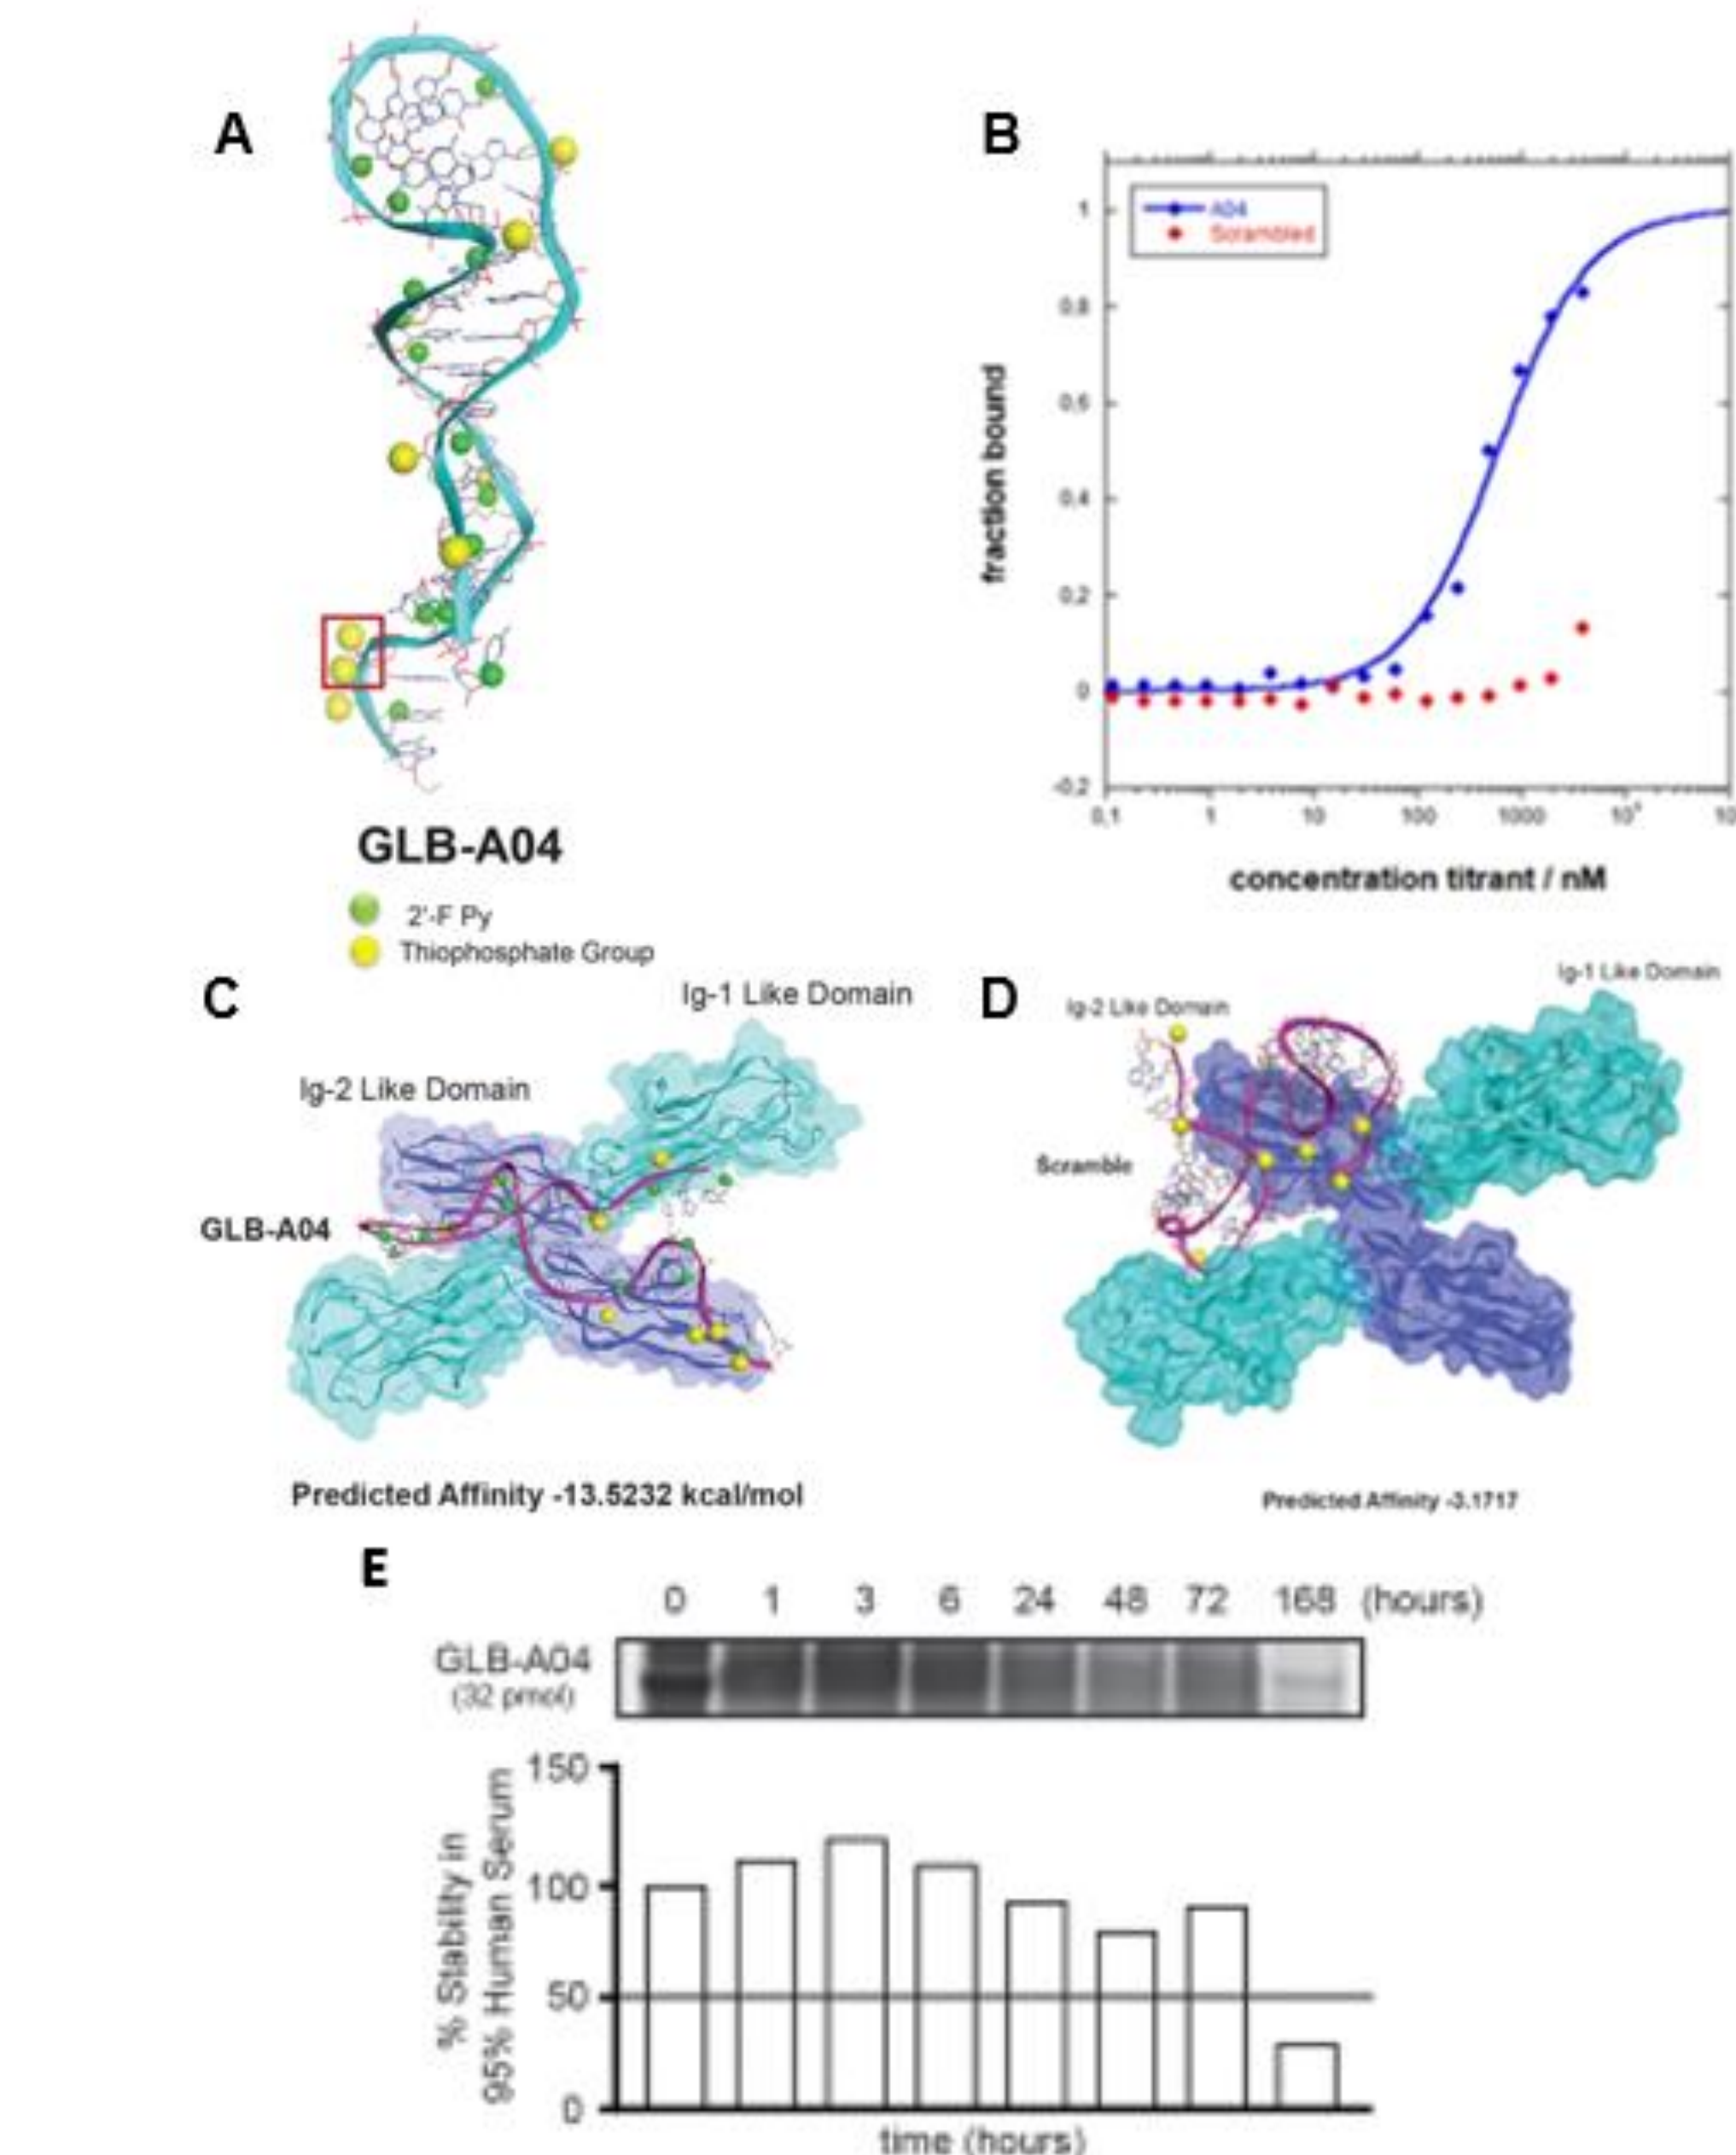 A
GLB-A04
2'-F Py
Thiophosphate Group
B
A04
Scrambled
1
0.8
0.6
0.4
0.2
0
-0.2
fraction bound
0.1 1 10 100 1000
concentration titrant / nM
C
Ig-1 Like Domain
Ig-2 Like Domain
GLB-A04
Predicted Affinity -13.5232 kcal/mol
D
Ig-1 Like Domain
Ig-2 Like Domain
Scramble
Predicted Affinity -3.1717
E
0 1 3 6 24 48 72 168 (hours)
GLB-A04
(32 pmol)
% Stability in
95% Human Serum
150
100
50
0
time (hours)